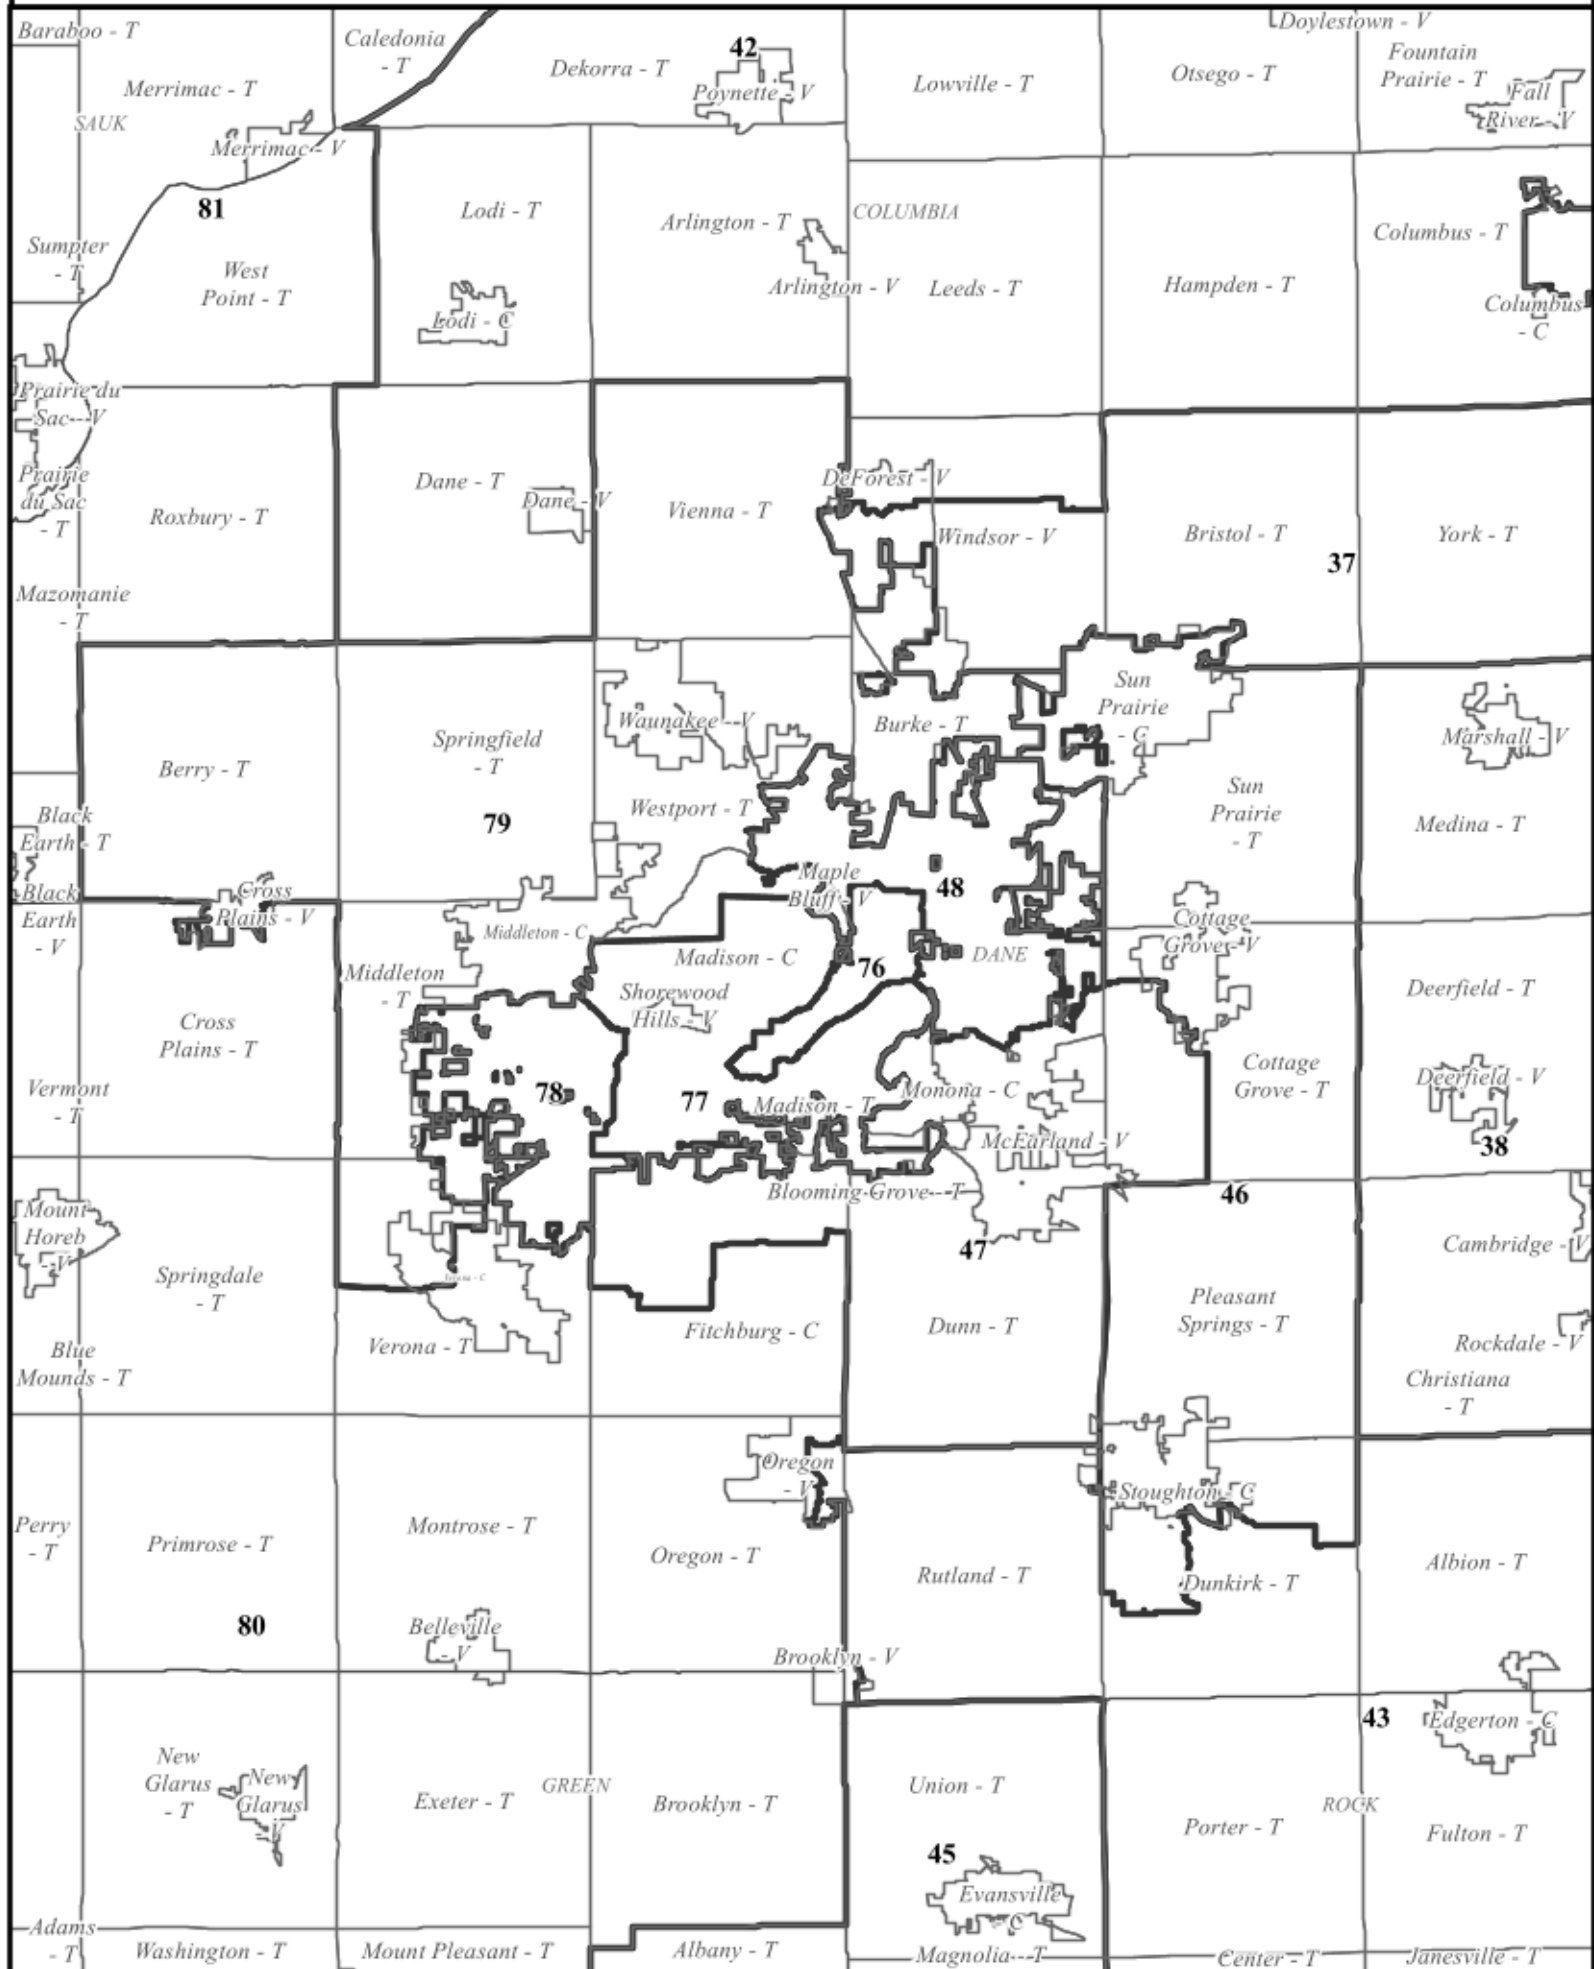 Baraboo - T
Caledonia
- T
Dekorra - T
42
Poynette - V
Lowville - T
Otsego - T
Doylestown - V
Fountain
Prairie - T
Fall
River - V
Merrimac - T
SAUK
Merrimac - V
81
Lodi - T
Arlington - T
COLUMBIA
Columbus - T
Sumpter
- T
West
Point - T
Lodi - C
Arlington - V
Leeds - T
Hampden - T
Columbus
- C
Prairie du
Sac - V
Prairie
du Sac
- T
Roxbury - T
Dane - T
Dane - V
Vienna - T
DeForest - V
Windsor - V
Bristol - T
37
York - T
Mazomanie
- T
Berry - T
Springfield
- T
79
Waunakee - V
Westport - T
Burke - T
Sun
Prairie
- C
Sun
Prairie
- T
Marshall - V
Medina - T
Black
Earth - T
Black
Earth
- V
Cross
Plains - V
Middleton - C
Maple
Bluff - V
48
Madison - C
76
DANE
Cottage
Grove - V
Middleton
- T
Shorewood
Hills - V
Deerfield - T
Cross
Plains - T
Vermont
- T
78
77
Madison - T
Monona - C
Cottage
Grove - T
Deerfield - V
McFarland - V
38
Blooming Grove - T
46
Mount
Horeb
- V
Springdale
- T
47
Cambridge - V
Verona - C
Pleasant
Springs - T
Blue
Mounds - T
Verona - T
Fitchburg - C
Dunn - T
Rockdale - V
Christiana
- T
Oregon
- V
Stoughton - C
Perry
- T
Primrose - T
Montrose - T
Oregon - T
Rutland - T
Dunkirk - T
Albion - T
80
Belleville
- V
Brooklyn - V
43
Edgerton - C
New
Glarus
- T
New
Glarus
- V
Exeter - T
GREEN
Brooklyn - T
Union - T
Porter - T
ROCK
Fulton - T
45
Evansville
- C
Adams
- T
Washington - T
Mount Pleasant - T
Albany - T
Magnolia - T
Center - T
Janesville - T